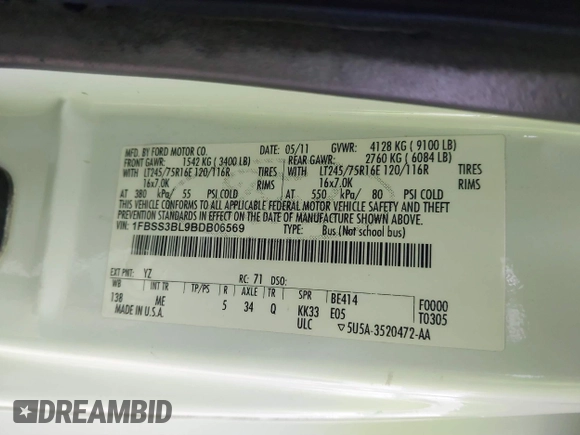 MFD. BY FORD MOTOR CO.
DATE: 05/11 GVWR: 4128 KG ( 9100 LB)
FRONT GAWR: 1542 KG ( 3400 LB) REAR GAWR: 2760 KG ( 6084 LB)
WITH LT245/75R16E 120/116R TIRES WITH LT245/75R16E 120/116R TIRES
16x7.0K RIMS 16x7.0K RIMS
AT 380 kPa/ 55 PSI COLD AT 550 kPa/ 80 PSI COLD
THIS VEHICLE CONFORMS TO ALL APPLICABLE FEDERAL MOTOR VEHICLE SAFETY AND
THEFT PREVENTION STANDARDS IN EFFECT ON THE DATE OF MANUFACTURE SHOWN ABOVE.
VIN: 1FBSS3BL9BDB06569 TYPE: Bus (Not school bus)
EXT PNT: YZ RC: 71 DSO:
WB INT TR TP/PS R AXLE TR SPR BE414 F0000
138 ME 5 34 Q KK33 E05 T0305
MADE IN U.S.A. ULC ▽5U5A-3520472-AA
DREAMBID